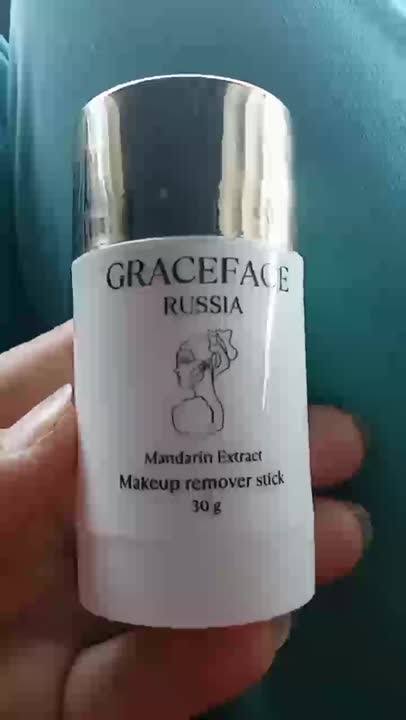 GRACEFACE
RUSSIA
Mandarin Extract
Makeup remover stick
30 g